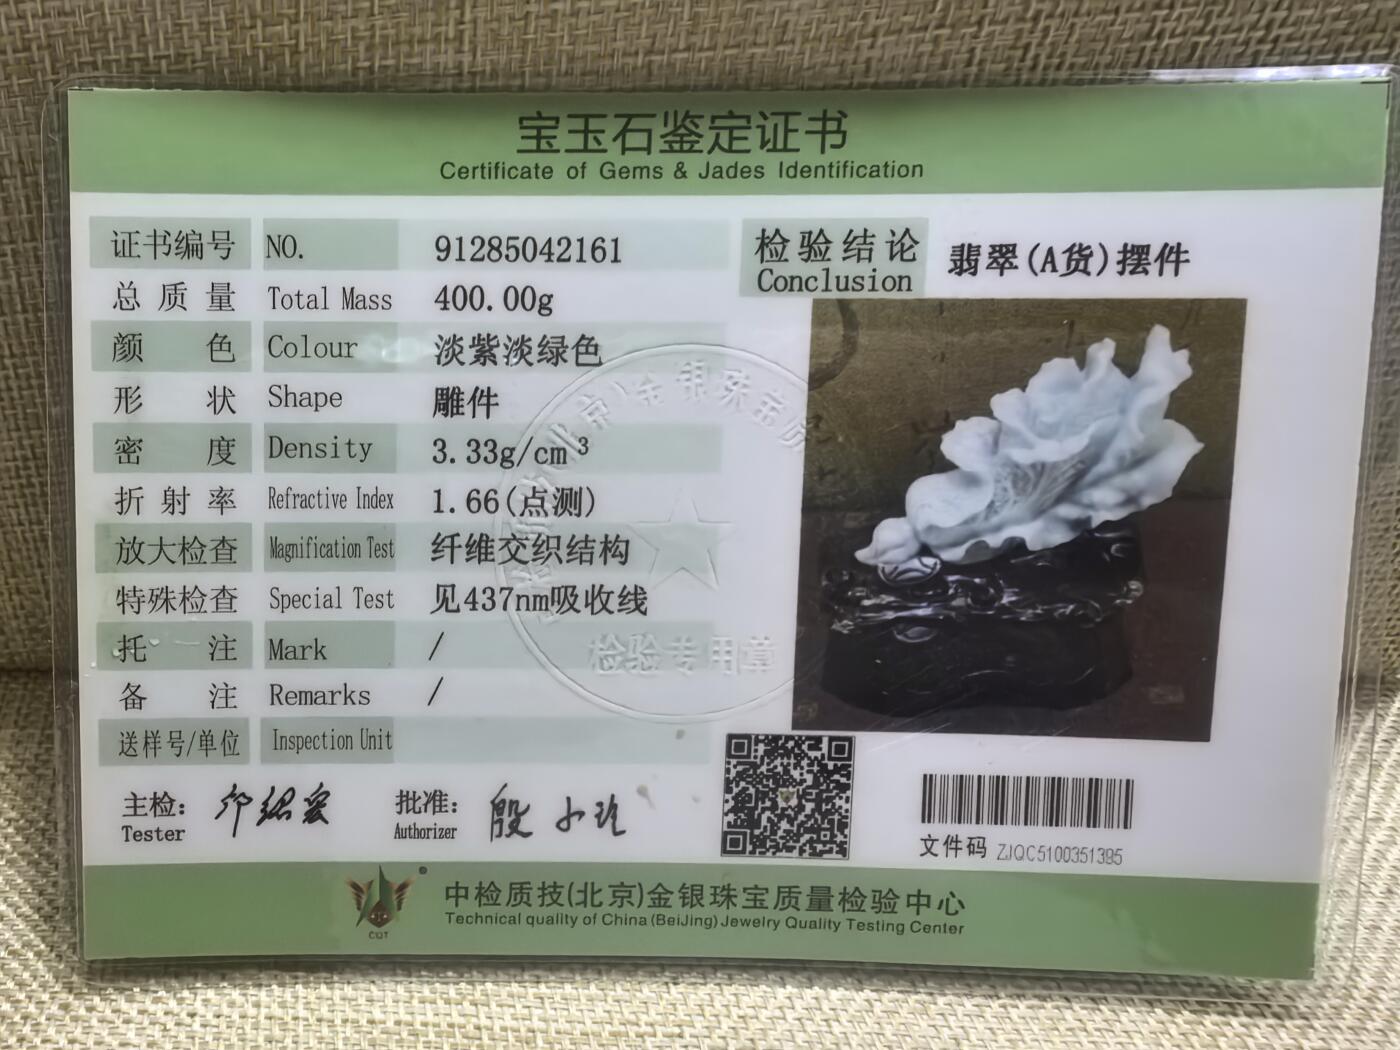 宝玉石鉴定证书
Certificate of Gems & Jades Identification
证书编号 NO. 91285042161
总质量 Total Mass 400.00g
颜色 Colour 淡紫淡绿色
形状 Shape 雕件
密度 Density 3.33g/cm³
折射率 Refractive Index 1.66(点测)
放大检查 Magnification Test 纤维交织结构
特殊检查 Special Test 见437nm吸收线
托注 Mark /
备注 Remarks /
送样号/单位 Inspection Unit
检验结论 翡翠(A货)摆件
Conclusion
检验专用章
主检: 批准: 殷小玲
Tester Authorizer
文件码 ZJQC5100351395
CQT
中检质技(北京)金银珠宝质量检验中心
Technical quality of China (BeiJing) Jewelry Quality Testing Center